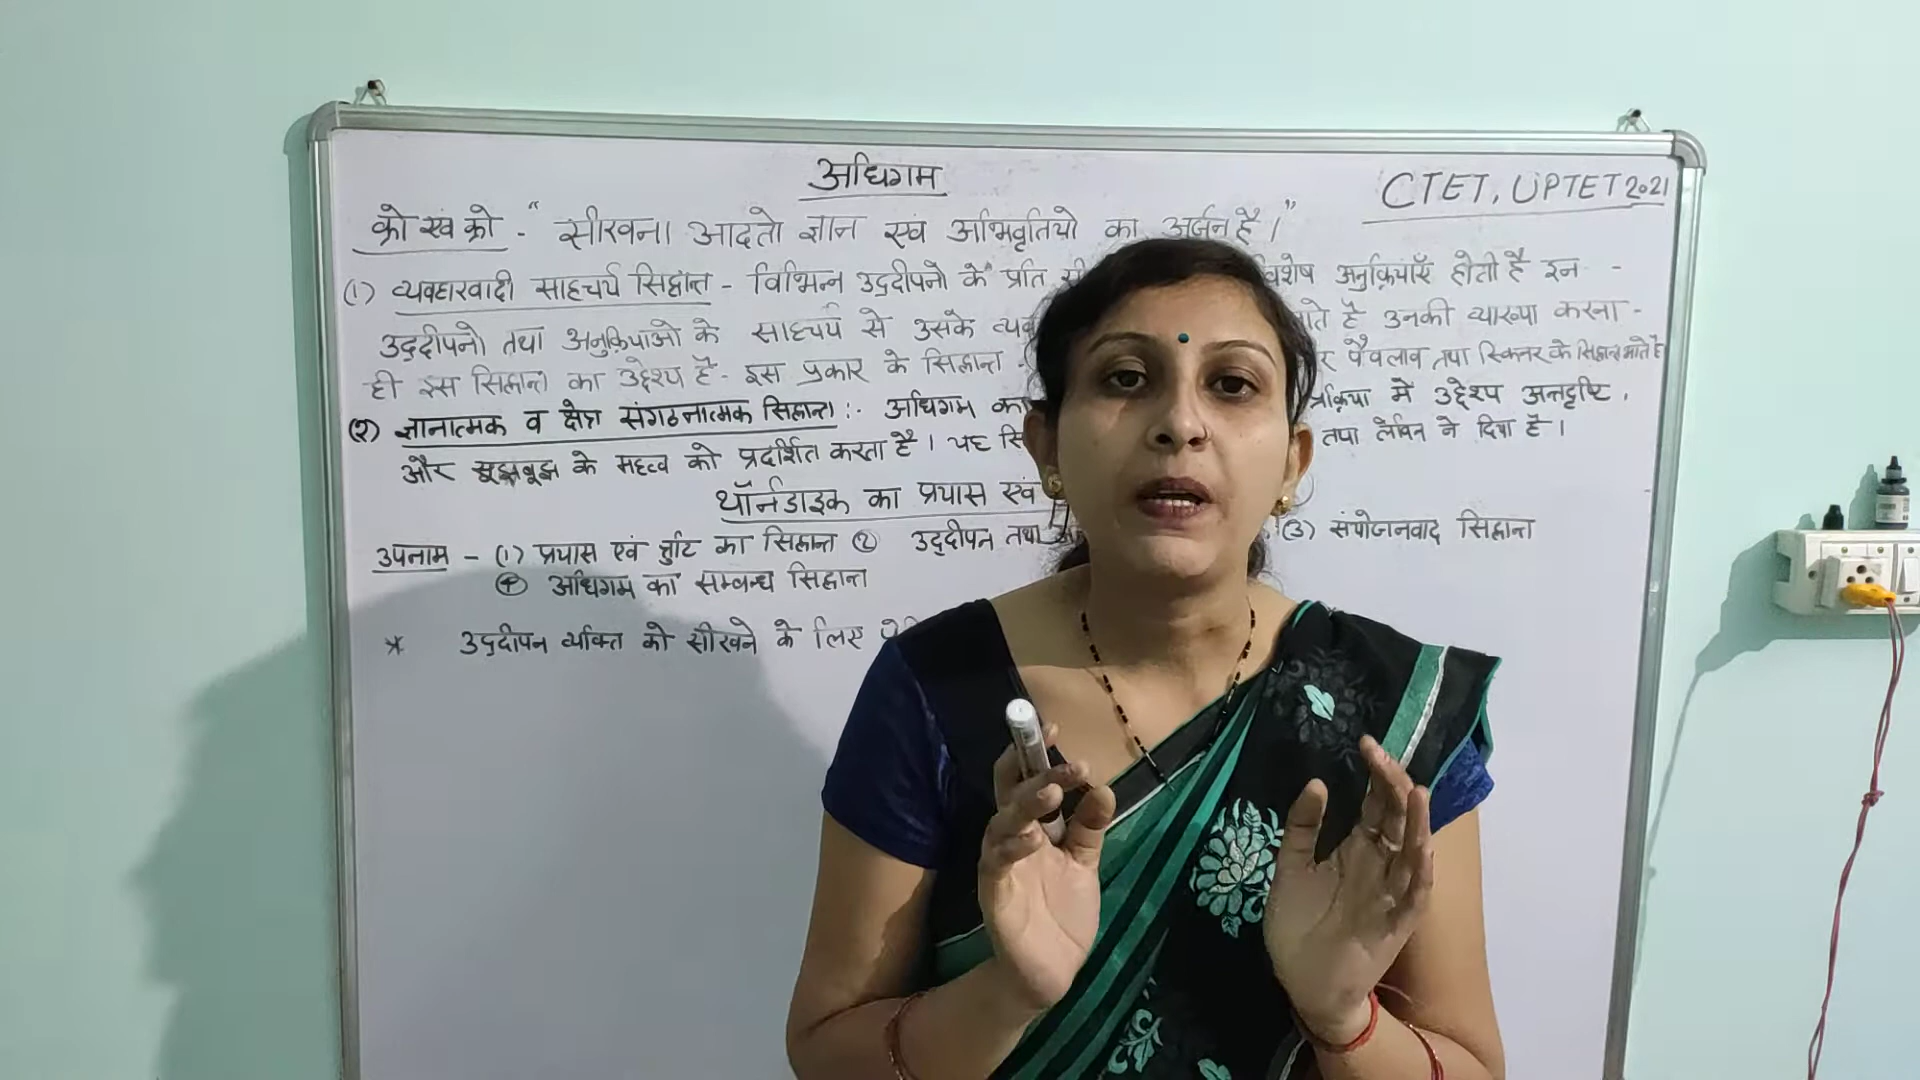 अधिगम
CTET, UPTET 2021
क्रो एवं क्रो - "सीखना आदतो ज्ञान एवं अभिवृतियो का अर्जन है।"
(1) व्यवहारवादी साहचर्य सिद्धान्त - विभिन्न उद्दीपनो के प्रति विशेष अनुक्रियाएँ होती है इन -
उद्दीपनो तथा अनुक्रियाओ के साहचर्य से उसके है उनकी व्याख्या करना -
ही इस सिद्धान्त का उद्देश्य है - इस प्रकार के सिद्धान्त - पैवलाव तथा स्किनर के सिद्धान्त आते है
(२) ज्ञानात्मक व क्षेत्र संगठनात्मक सिद्धान्त :- अधिगम का में उद्देश्य अन्तदृष्टि,
और सूझबूझ के महत्व को प्रदर्शित करता है। यह तथा लेविन ने दिया है।
थॉर्नडाइक का प्रयास एवं
उपनाम - (1) प्रयास एवं त्रुटि का सिद्धान्त ② उद्दीपन तथा (3) संयोजनवाद सिद्धान्त
④ अधिगम का सम्बन्ध सिद्धान्त
* उद्दीपन व्यक्ति को सीखने के लिए